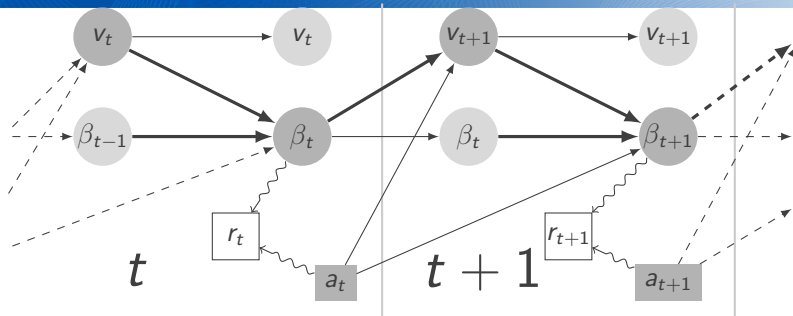 v_t v_t v_{t+1} v_{t+1}
β_{t−1} β_t β_t β_{t+1}
r_t r_{t+1}
t t + 1
a_t a_{t+1}